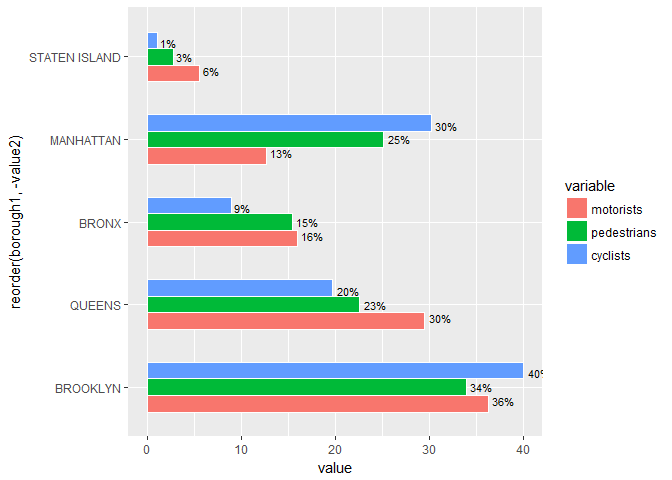 STATEN ISLAND
1%
3%
6%
MANHATTAN
30%
25%
13%
BRONX
9%
15%
16%
QUEENS
20%
23%
30%
BROOKLYN
40%
34%
36%
0 10 20 30 40
value
reorder(borough1, -value2)
variable
motorists
pedestrians
cyclists